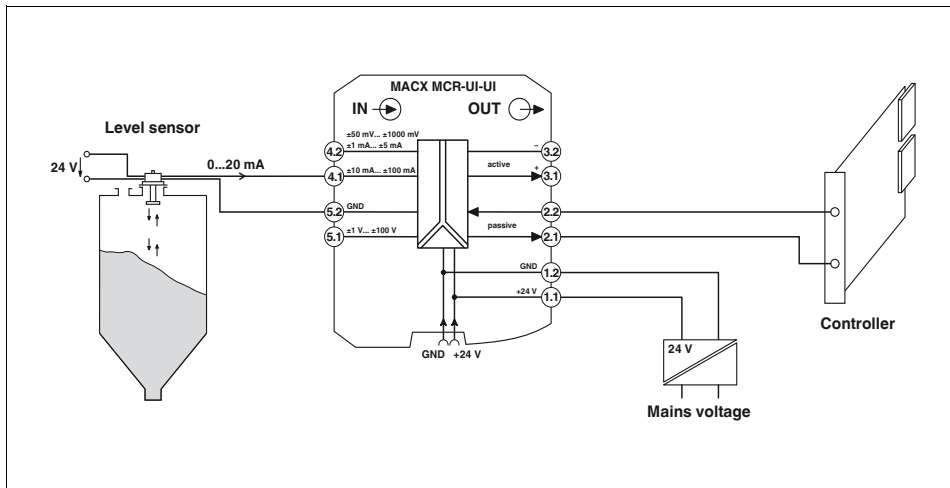 MACX MCR-UI-UI
IN
OUT
Level sensor
24 V
0...20 mA
±50 mV... ±1000 mV
4.2
±1 mA... ±5 mA
4.1
±10 mA... ±100 mA
5.2
GND
5.1
±1 V... ±100 V
–
3.2
active
+
3.1
2.2
passive
2.1
GND
1.2
+24 V
1.1
GND
+24 V
24 V
Mains voltage
Controller